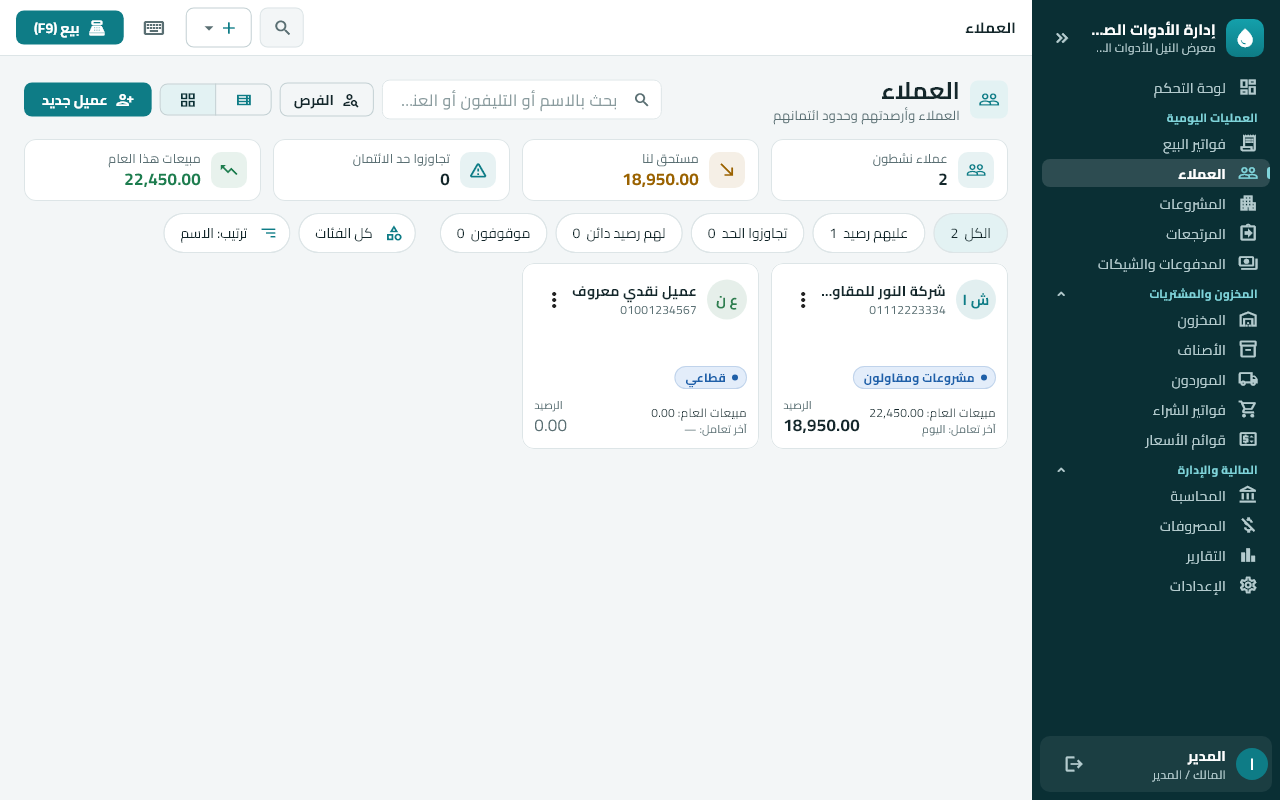 إدارة الأدوات الصـ...
معرض النيل للأدوات الـ...
لوحة التحكم
العمليات اليومية
فواتير البيع
العملاء
المشروعات
المرتجعات
المدفوعات والشيكات
المخزون والمشتريات
المخزون
الأصناف
الموردون
فواتير الشراء
قوائم الأسعار
المالية والإدارة
المحاسبة
المصروفات
التقارير
الإعدادات
ا
المدير
المالك / المدير
العملاء
بيع (F9)
العملاء
العملاء وأرصدتهم وحدود ائتمانهم
بحث بالاسم أو التليفون أو العنـ...
الفرص
عميل جديد
عملاء نشطون
2
مستحق لنا
18,950.00
تجاوزوا حد الائتمان
0
مبيعات هذا العام
22,450.00
الكل 2
عليهم رصيد 1
تجاوزوا الحد 0
لهم رصيد دائن 0
موقوفون 0
كل الفئات
ترتيب: الاسم
ش ا
شركة النور للمقاو...
01112223334
مشروعات ومقاولون
مبيعات العام: 22,450.00
آخر تعامل: اليوم
الرصيد
18,950.00
ع ن
عميل نقدي معروف
01001234567
قطاعي
مبيعات العام: 0.00
آخر تعامل: —
الرصيد
0.00